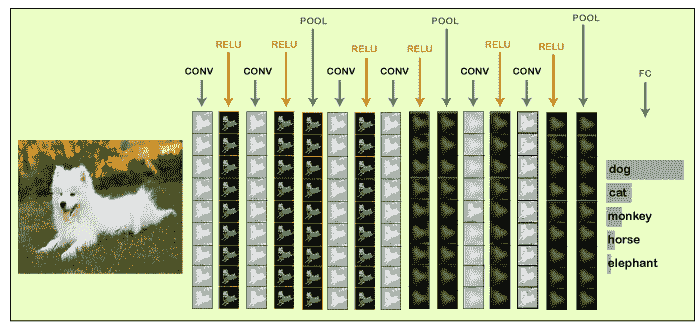 POOL
POOL
POOL
RELU
RELU
RELU
RELU
RELU
RELU
CONV
CONV
CONV
CONV
CONV
CONV
FC
dog
cat
monkey
horse
elephant